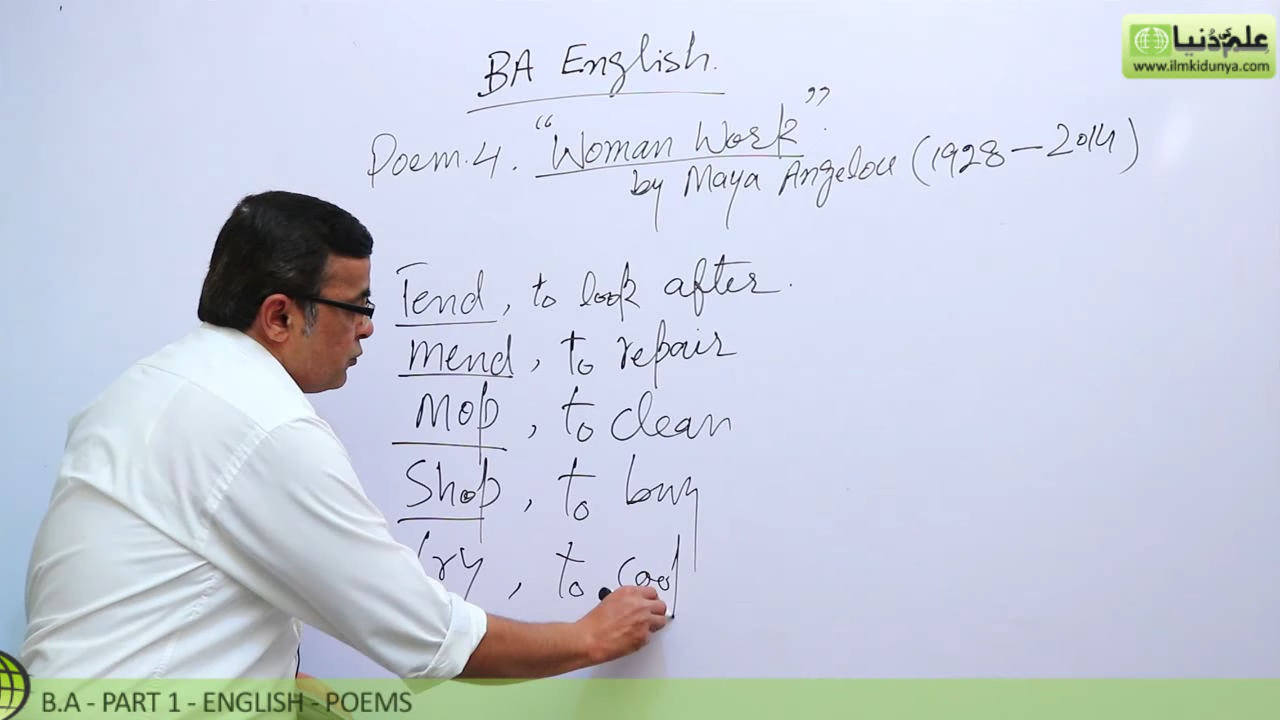 علم کی دُنیا
www.ilmkidunya.com
BA English.
Poem.4. "Woman Work".
by Maya Angelou (1928-2014)
Tend, to look after.
Mend, to repair
Mop, to clean
Shop, to buy
, to
B.A - PART 1 - ENGLISH - POEMS